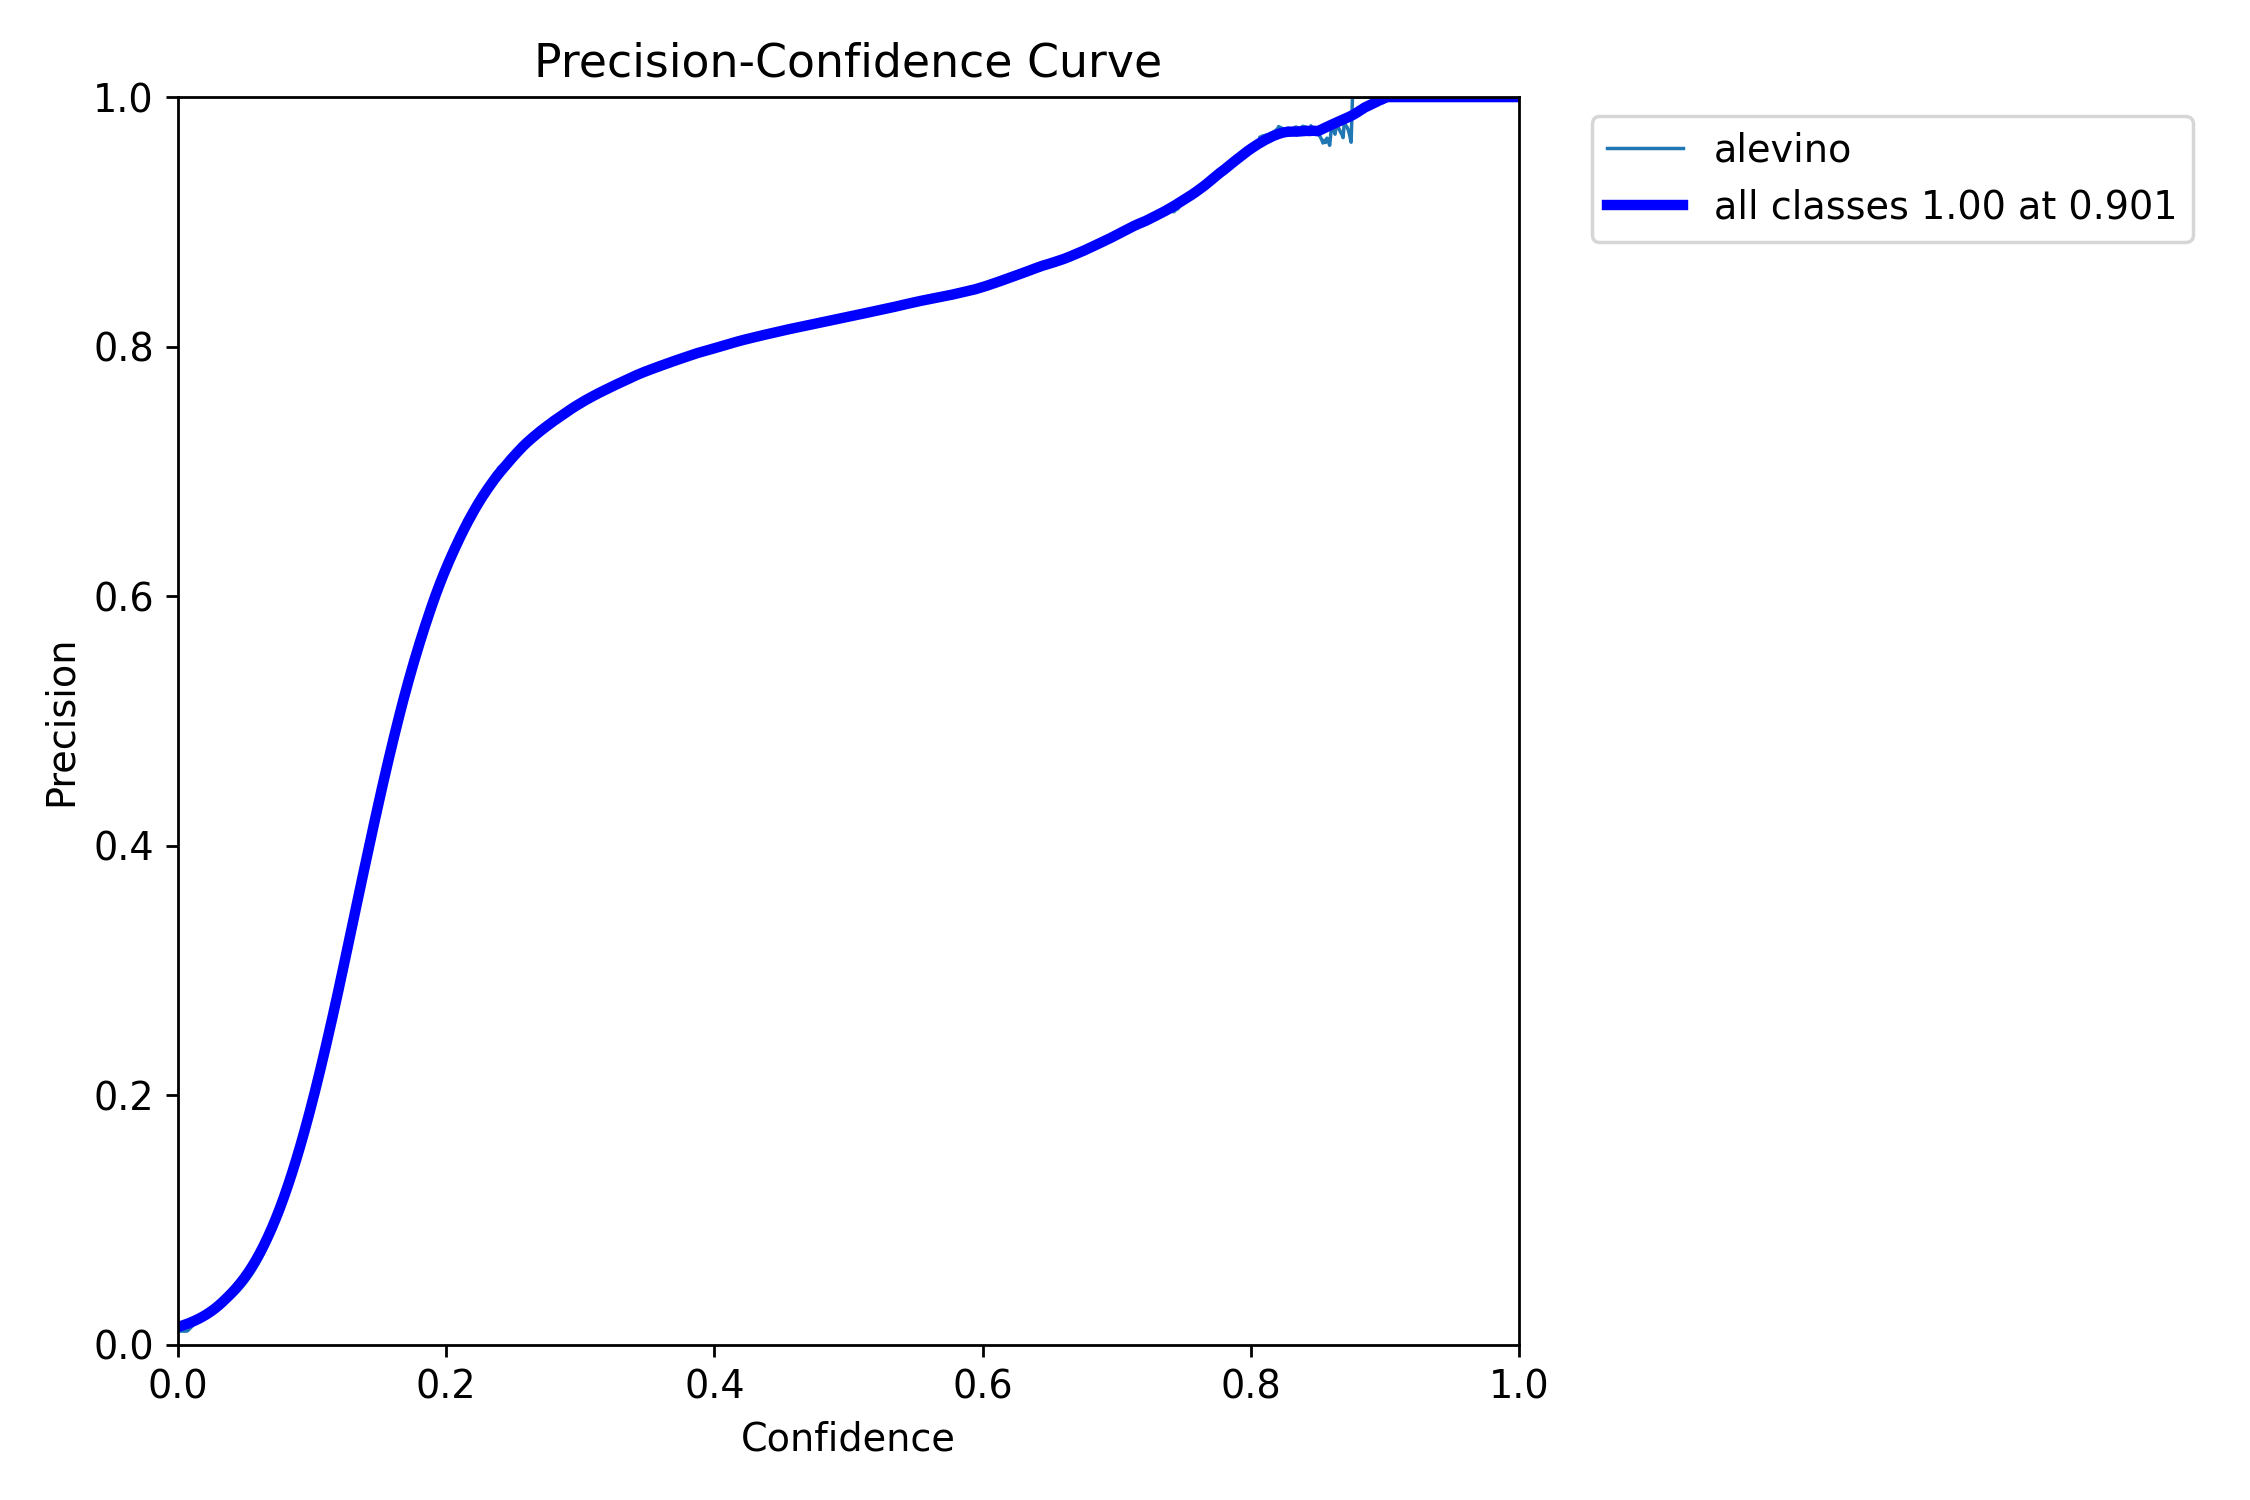 Precision-Confidence Curve
1.0
0.8
0.6
0.4
0.2
0.0
Precision
0.0 0.2 0.4 0.6 0.8 1.0
Confidence
alevino
all classes 1.00 at 0.901